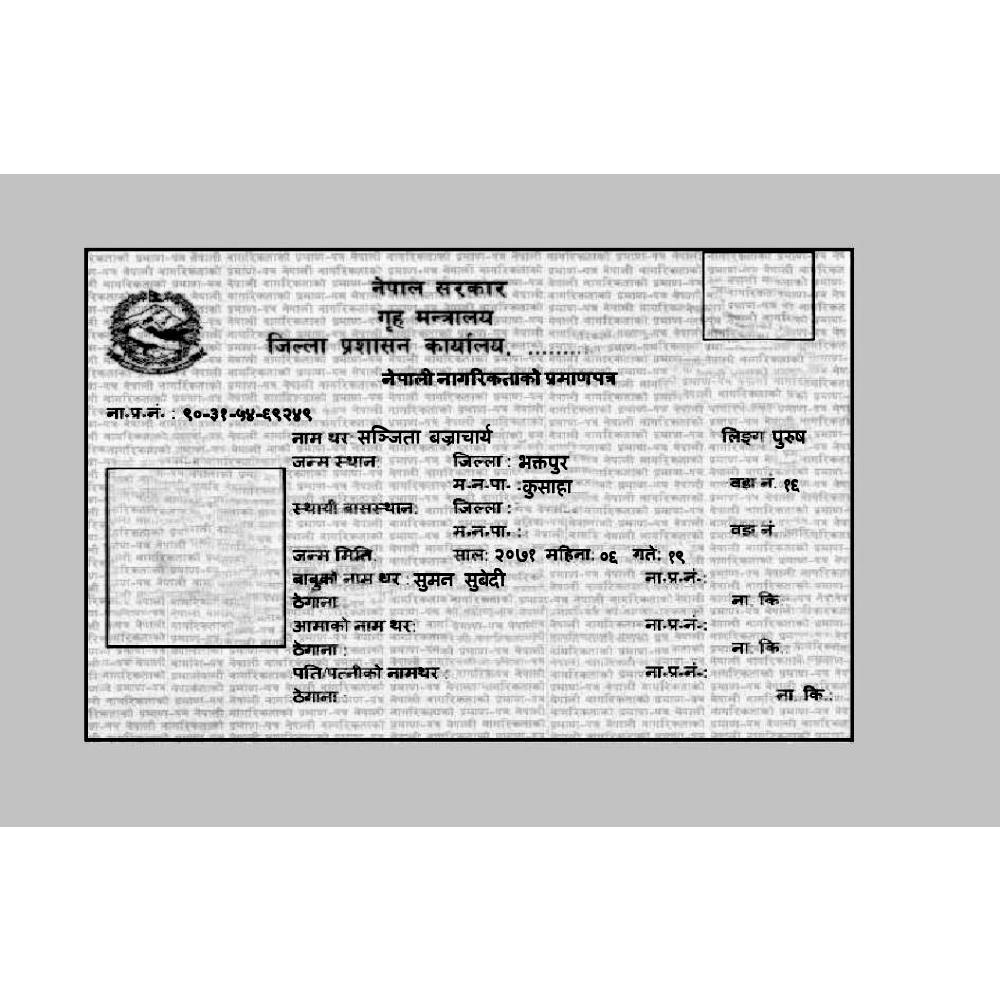 नेपाल सरकार
गृह मन्त्रालय
जिल्ला प्रशासन कार्यालय, .........
नेपाली नागरिकताको प्रमाणपत्र
ना.प्र.नं. : ९०-३१-५४-६९२४९
नाम थर: सञ्जिता बज्राचार्य लिङ्ग पुरुष
जन्म स्थान: जिल्ला : भक्तपुर
म.न.पा. :कुसाहा वडा नं. १६
स्थायी बासस्थान: जिल्ला :
म.न.पा. : वडा नं.
जन्म मिति: साल: २०७१ महिना: ०६ गते: १९
बाबुको नाम थर : सुमन सुबेदी ना.प्र.नं.:
ठेगाना : ना. कि.:
आमाको नाम थर: ना.प्र.नं.:
ठेगाना : ना. कि.:
पति/पत्नीको नामथर : ना.प्र.नं.:
ठेगाना : ना. कि.: